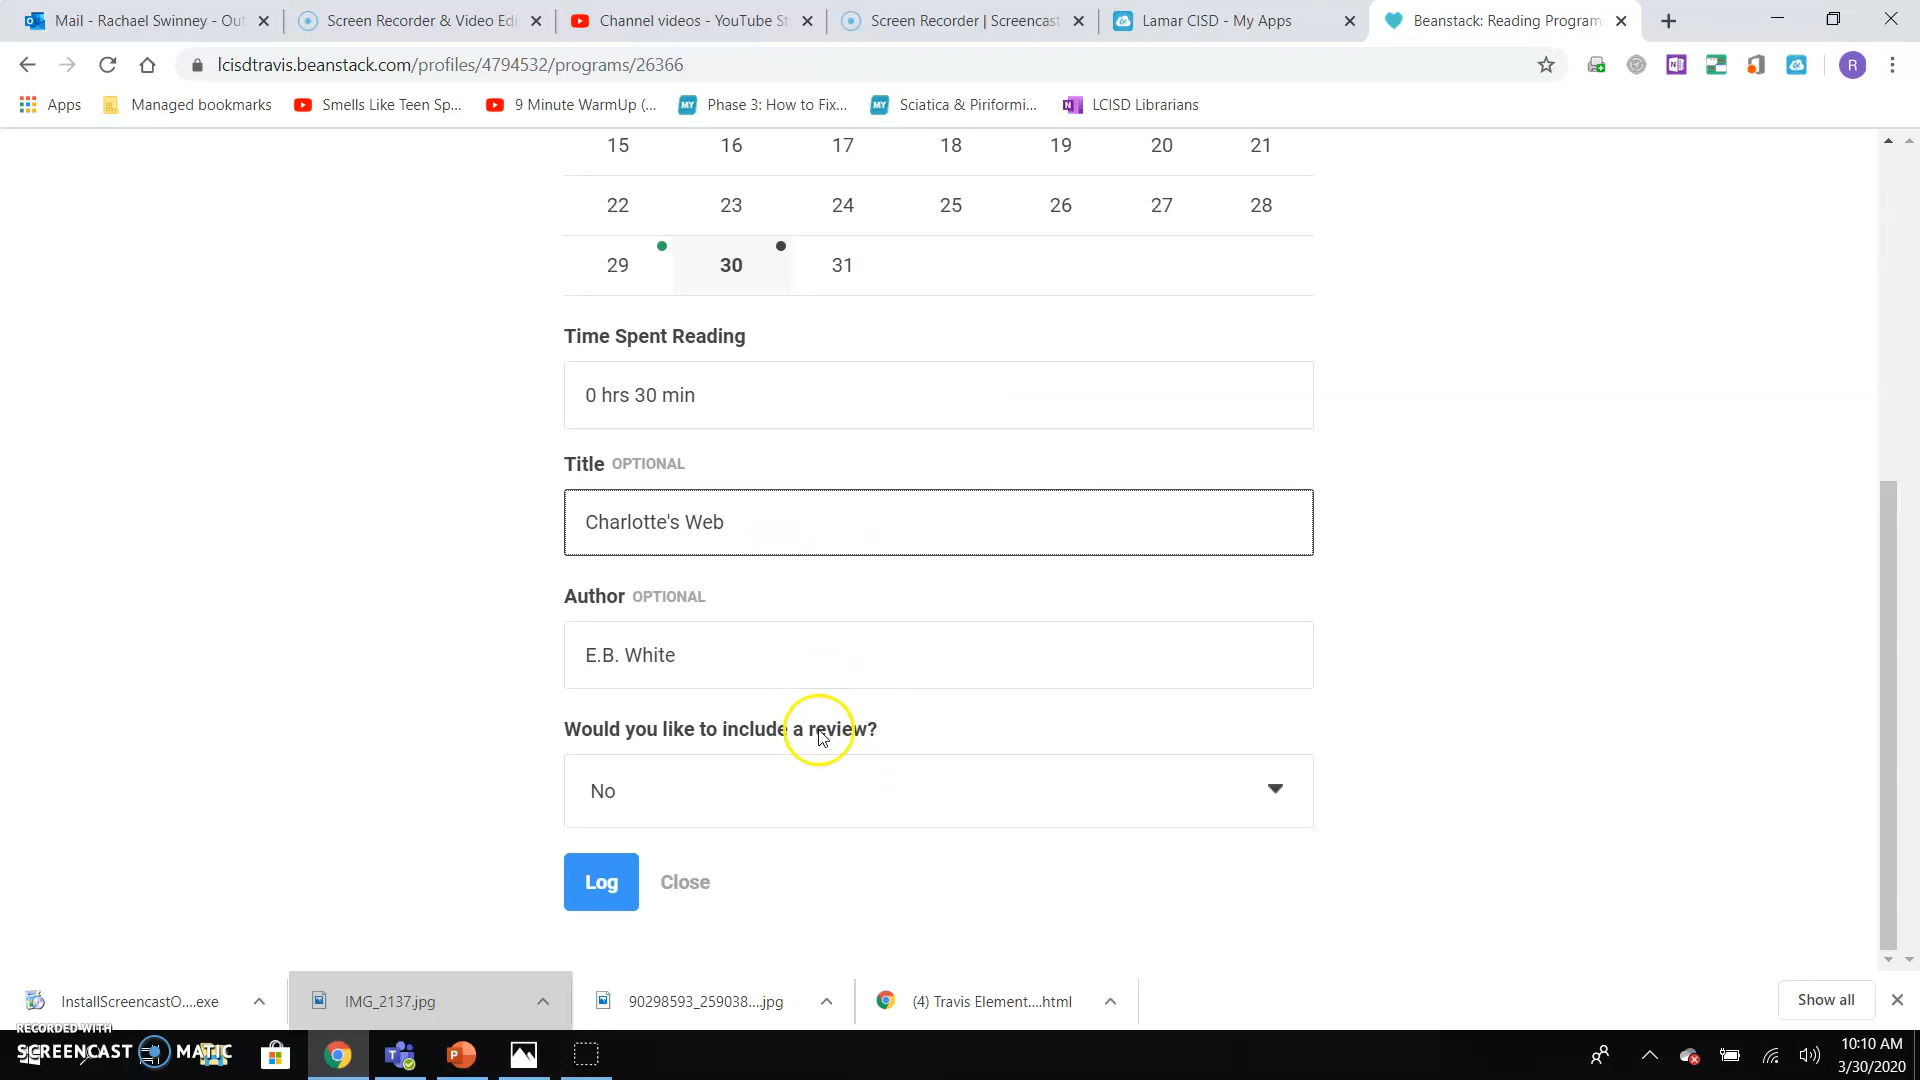 Mail - Rachael Swinney - Out
Screen Recorder & Video Edi
Channel videos - YouTube St
Screen Recorder | Screencast
Lamar CISD - My Apps
Beanstack: Reading Program
lcisdtravis.beanstack.com/profiles/4794532/programs/26366
R
Apps
Managed bookmarks
Smells Like Teen Sp...
9 Minute WarmUp (...
MY
Phase 3: How to Fix...
MY
Sciatica & Piriformi...
LCISD Librarians
15 16 17 18 19 20 21
22 23 24 25 26 27 28
29 30 31
Time Spent Reading
0 hrs 30 min
Title OPTIONAL
Charlotte's Web
Author OPTIONAL
E.B. White
Would you like to include a review?
No
Log Close
InstallScreencastO....exe
IMG_2137.jpg
90298593_259038....jpg
(4) Travis Element....html
Show all
RECORDED WITH
SCREENCAST MATIC
10:10 AM
3/30/2020